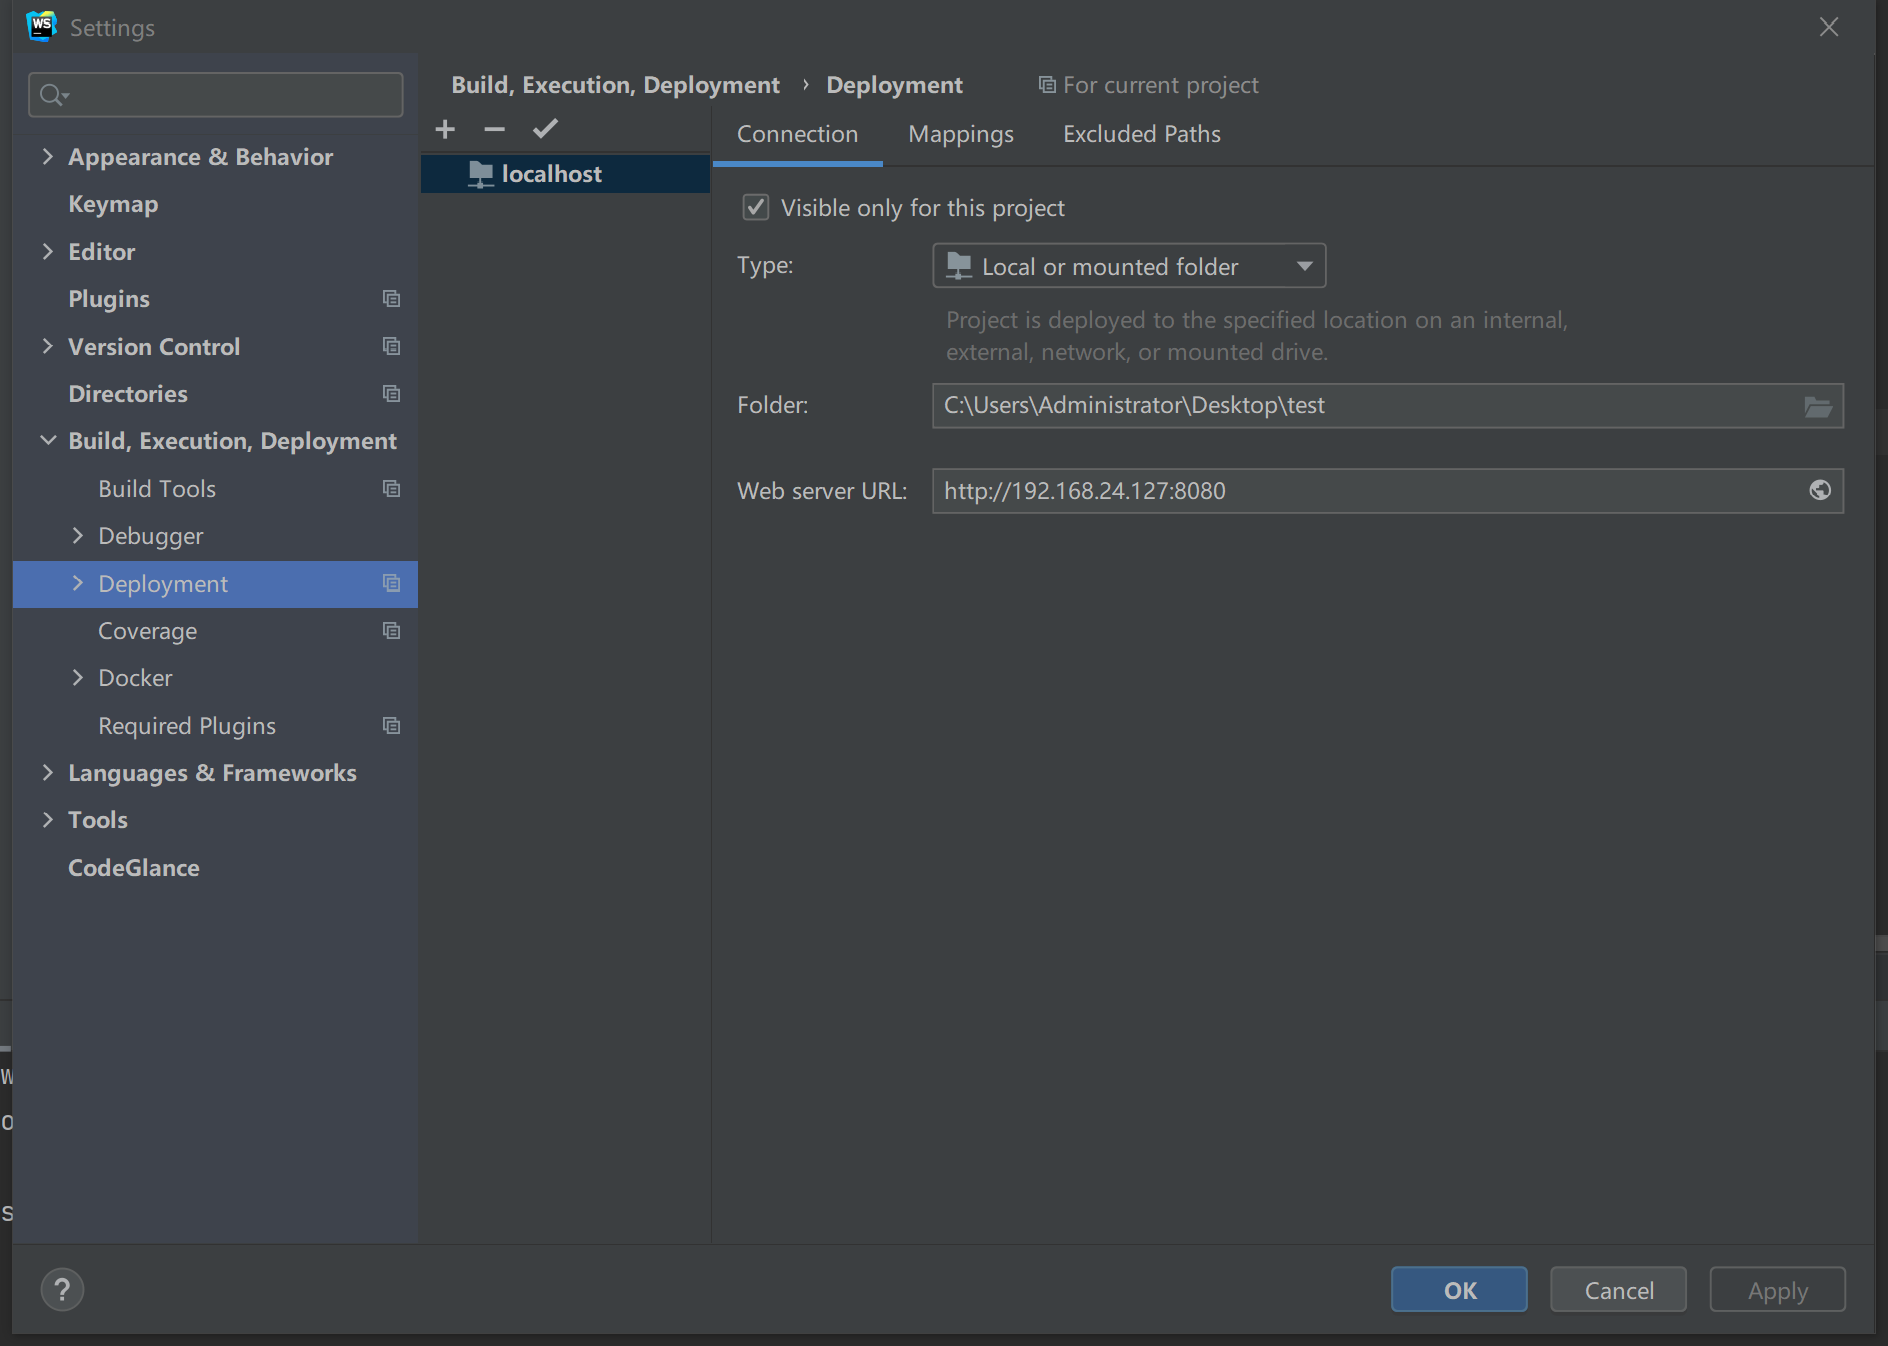 WS
Settings
Appearance & Behavior
Keymap
Editor
Plugins
Version Control
Directories
Build, Execution, Deployment
Build Tools
Debugger
Deployment
Coverage
Docker
Required Plugins
Languages & Frameworks
Tools
CodeGlance
Build, Execution, Deployment › Deployment
For current project
localhost
Connection
Mappings
Excluded Paths
Visible only for this project
Type:
Local or mounted folder
Project is deployed to the specified location on an internal,
external, network, or mounted drive.
Folder:
C:\Users\Administrator\Desktop\test
Web server URL:
http://192.168.24.127:8080
?
OK
Cancel
Apply